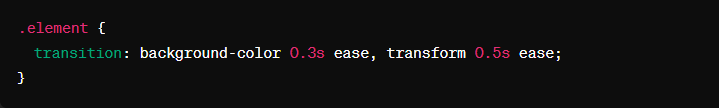 .element {
  transition: background-color 0.3s ease, transform 0.5s ease;
}